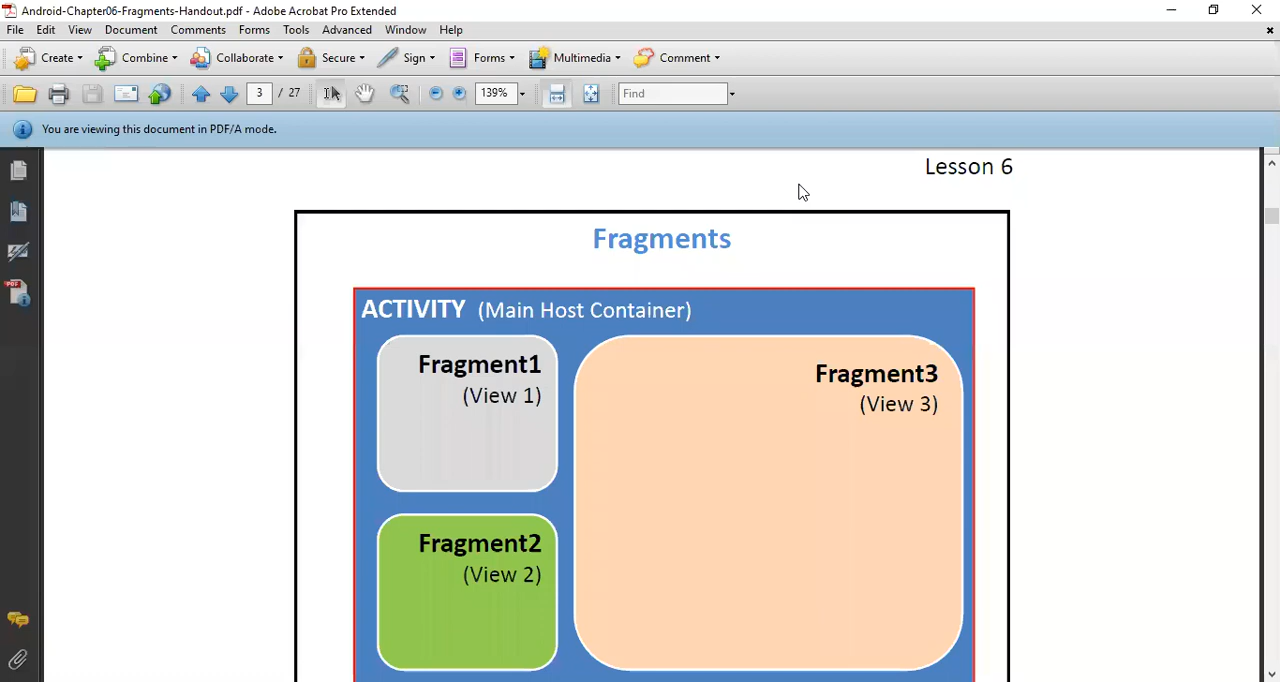 Android-Chapter06-Fragments-Handout.pdf - Adobe Acrobat Pro Extended
File Edit View Document Comments Forms Tools Advanced Window Help
Create Combine Collaborate Secure Sign Forms Multimedia Comment
3 / 27 139% Find
You are viewing this document in PDF/A mode.
Lesson 6
Fragments
ACTIVITY (Main Host Container)
Fragment1
(View 1)
Fragment3
(View 3)
Fragment2
(View 2)